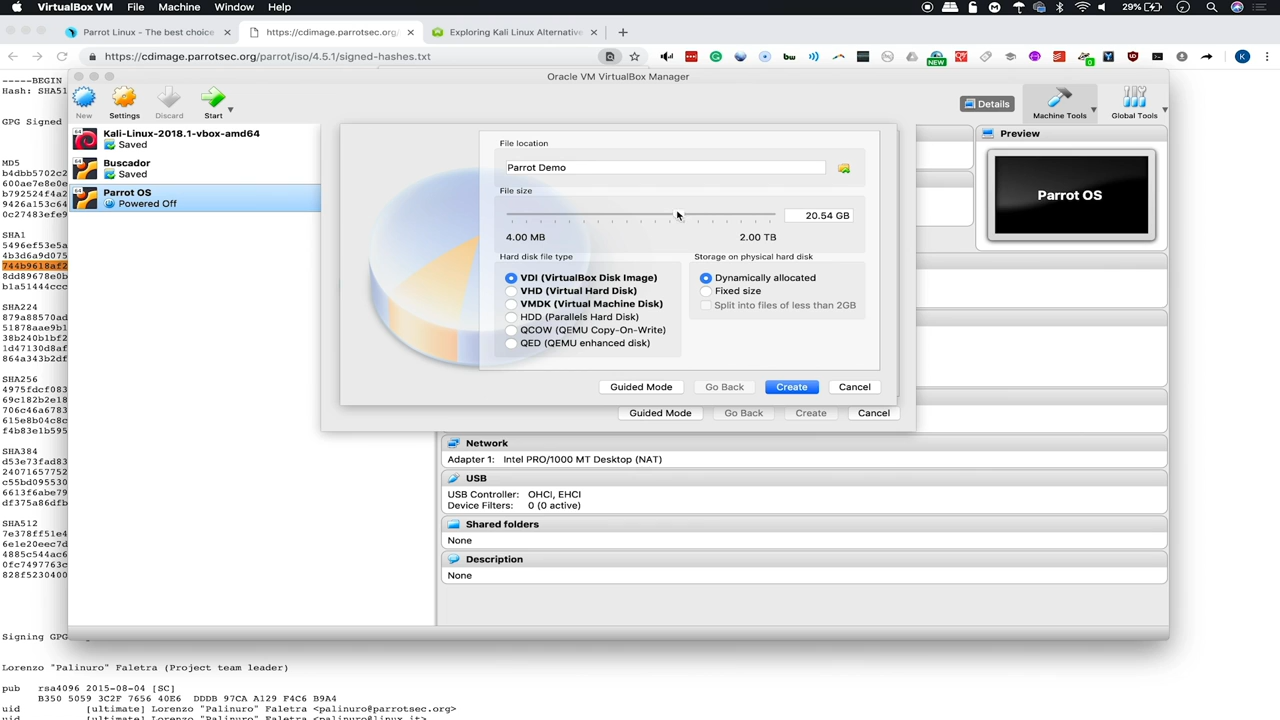 VirtualBox VM File Machine Window Help 29%
Parrot Linux - The best choice × https://cdimage.parrotsec.org/ × Exploring Kali Linux Alternative × +
https://cdimage.parrotsec.org/parrot/iso/4.5.1/signed-hashes.txt
-----BEGIN
Hash: SHA51
GPG Signed
MD5
b4dbb5702c2
600ae7e8e0e
b792524f4a2
9426a153c64
0c27483efe9
SHA1
5496ef53e5a
4b3d6a9d075
744b9618af2
8dd89678e0b
b1a51444ccc
SHA224
879a88570ad
51878aae9b1
38b240b1bf2
1d47130d8af
864a343b2df
SHA256
4975dfcf083
69c182b2e18
706c46a6783
615e8b04c8c
f4b83e1b595
SHA384
d53e73fad83
24071657752
c55bd095530
6613f6abe79
df375a86dfb
SHA512
7e378ff51e4
6e1e20eec7d
4885c544ac6
0fc7497763c
828f5230400
Signing GPG
Lorenzo "Palinuro" Faletra (Project team leader)
pub rsa4096 2015-08-04 [SC]
B350 5059 3C2F 7656 40E6 DDDB 97CA A129 F4C6 B9A4
uid [ultimate] Lorenzo "Palinuro" Faletra <palinuro@parrotsec.org>
uid [ultimate] Lorenzo "Palinuro" Faletra <palinuro@linux.it>
Oracle VM VirtualBox Manager
New Settings Discard Start
Details Machine Tools Global Tools
Kali-Linux-2018.1-vbox-amd64
Saved
Buscador
Saved
Parrot OS
Powered Off
Preview
Parrot OS
File location
Parrot Demo
File size
20.54 GB
4.00 MB 2.00 TB
Hard disk file type
VDI (VirtualBox Disk Image)
VHD (Virtual Hard Disk)
VMDK (Virtual Machine Disk)
HDD (Parallels Hard Disk)
QCOW (QEMU Copy-On-Write)
QED (QEMU enhanced disk)
Storage on physical hard disk
Dynamically allocated
Fixed size
Split into files of less than 2GB
Guided Mode Go Back Create Cancel
Guided Mode Go Back Create Cancel
Network
Adapter 1: Intel PRO/1000 MT Desktop (NAT)
USB
USB Controller: OHCI, EHCI
Device Filters: 0 (0 active)
Shared folders
None
Description
None